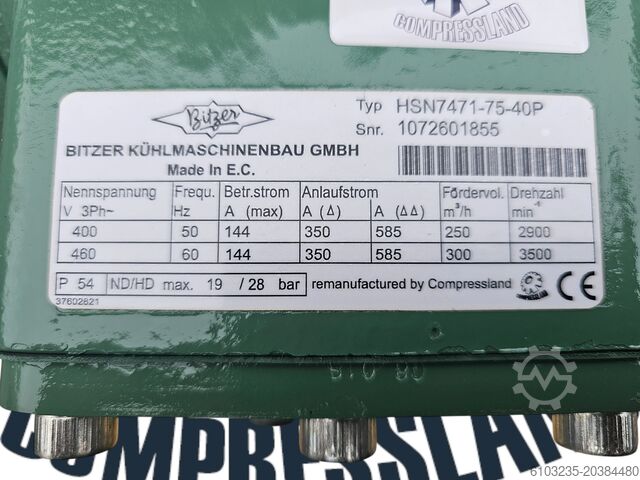 COMPRESSLAND
Bitzer
Typ HSN7471-75-40P
Snr. 1072601855
BITZER KÜHLMASCHINENBAU GMBH
Made In E.C.
Nennspannung Frequ. Betr.strom Anlaufstrom Fördervol. Drehzahl
V 3Ph~ Hz A (max) A (Δ) A (ΔΔ) m³/h min⁻¹
400 50 144 350 585 250 2900
460 60 144 350 585 300 3500
P 54 ND/HD max. 19 / 28 bar remanufactured by Compressland CE
37602821
COMPRESSLAND
6103235-20384480